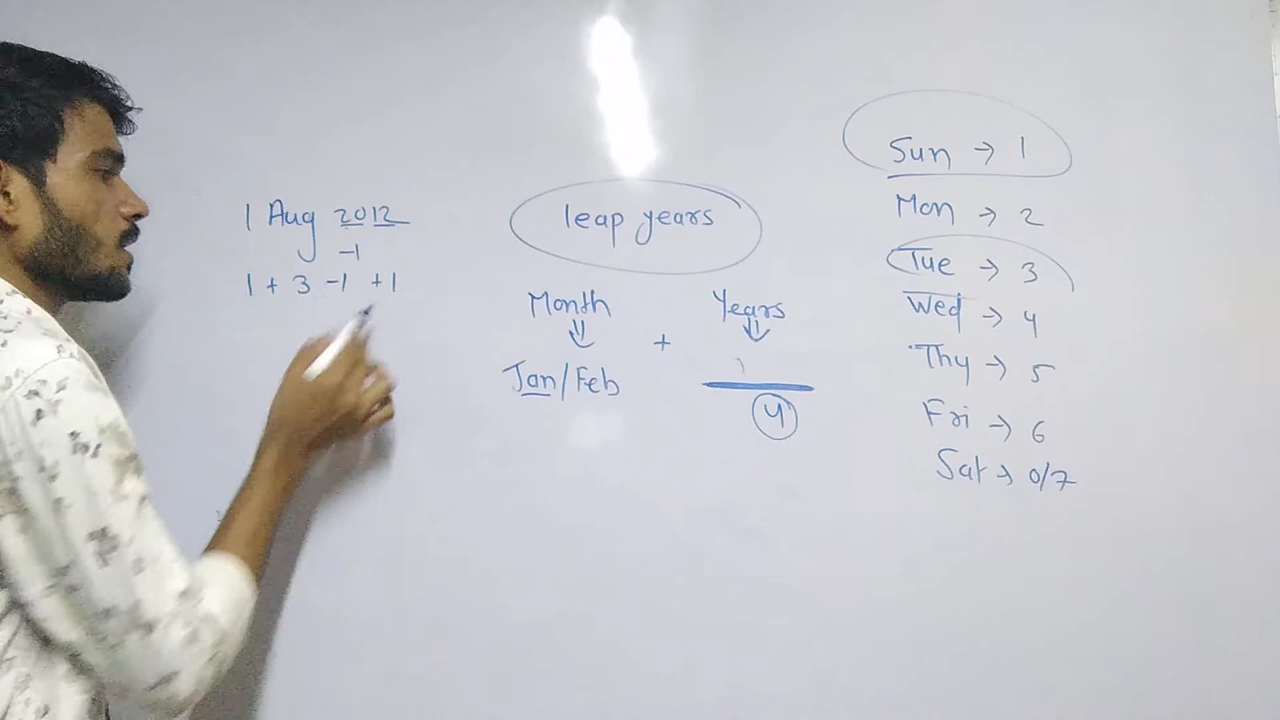 1 Aug 2012
-1
1 + 3 -1 +1
leap years
Month + Years
Jan/Feb
4
Sun → 1
Mon → 2
Tue → 3
Wed → 4
Thy → 5
Fri → 6
Sat → 0/7